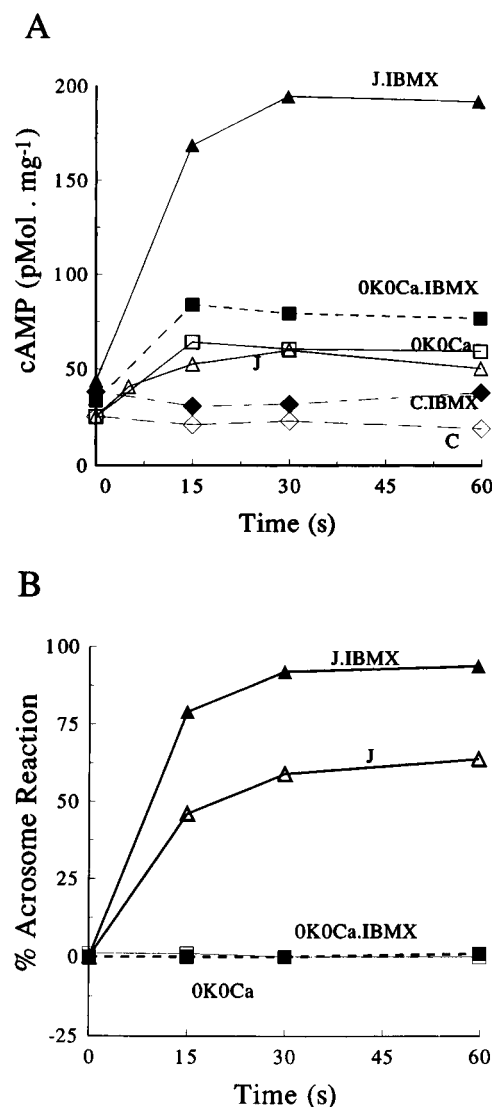 A
J.IBMX
200
150
0K0Ca.IBMX
100
0K0Ca
J
50
C.IBMX
C
0
0 15 30 45 60
cAMP (pMol . mg-1)
Time (s)
B
100
J.IBMX
75
J
50
25
0K0Ca.IBMX
0
0K0Ca
-25
0 15 30 45 60
% Acrosome Reaction
Time (s)